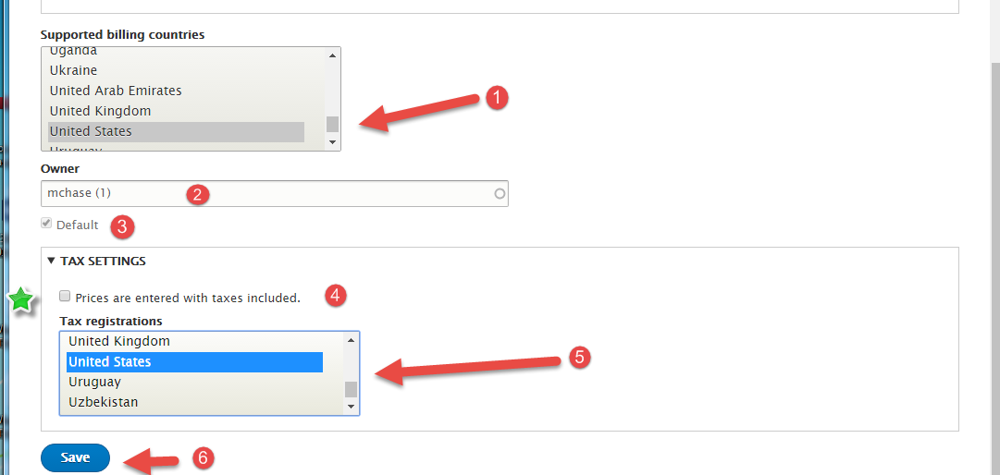 Supported billing countries
Uganda
Ukraine
United Arab Emirates
United Kingdom
United States
Uruguay
1
Owner
mchase (1)
2
Default
3
▼ TAX SETTINGS
Prices are entered with taxes included.
4
Tax registrations
United Kingdom
United States
Uruguay
Uzbekistan
5
Save
6